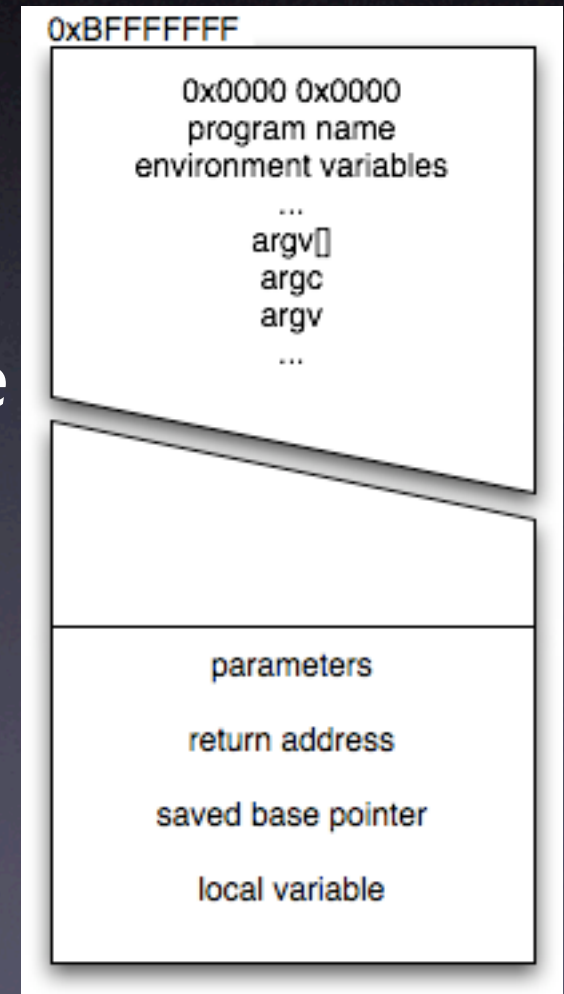 0xBFFFFFFF
0x0000 0x0000
program name
environment variables
...
argv[]
argc
argv
...
e
parameters
return address
saved base pointer
local variable